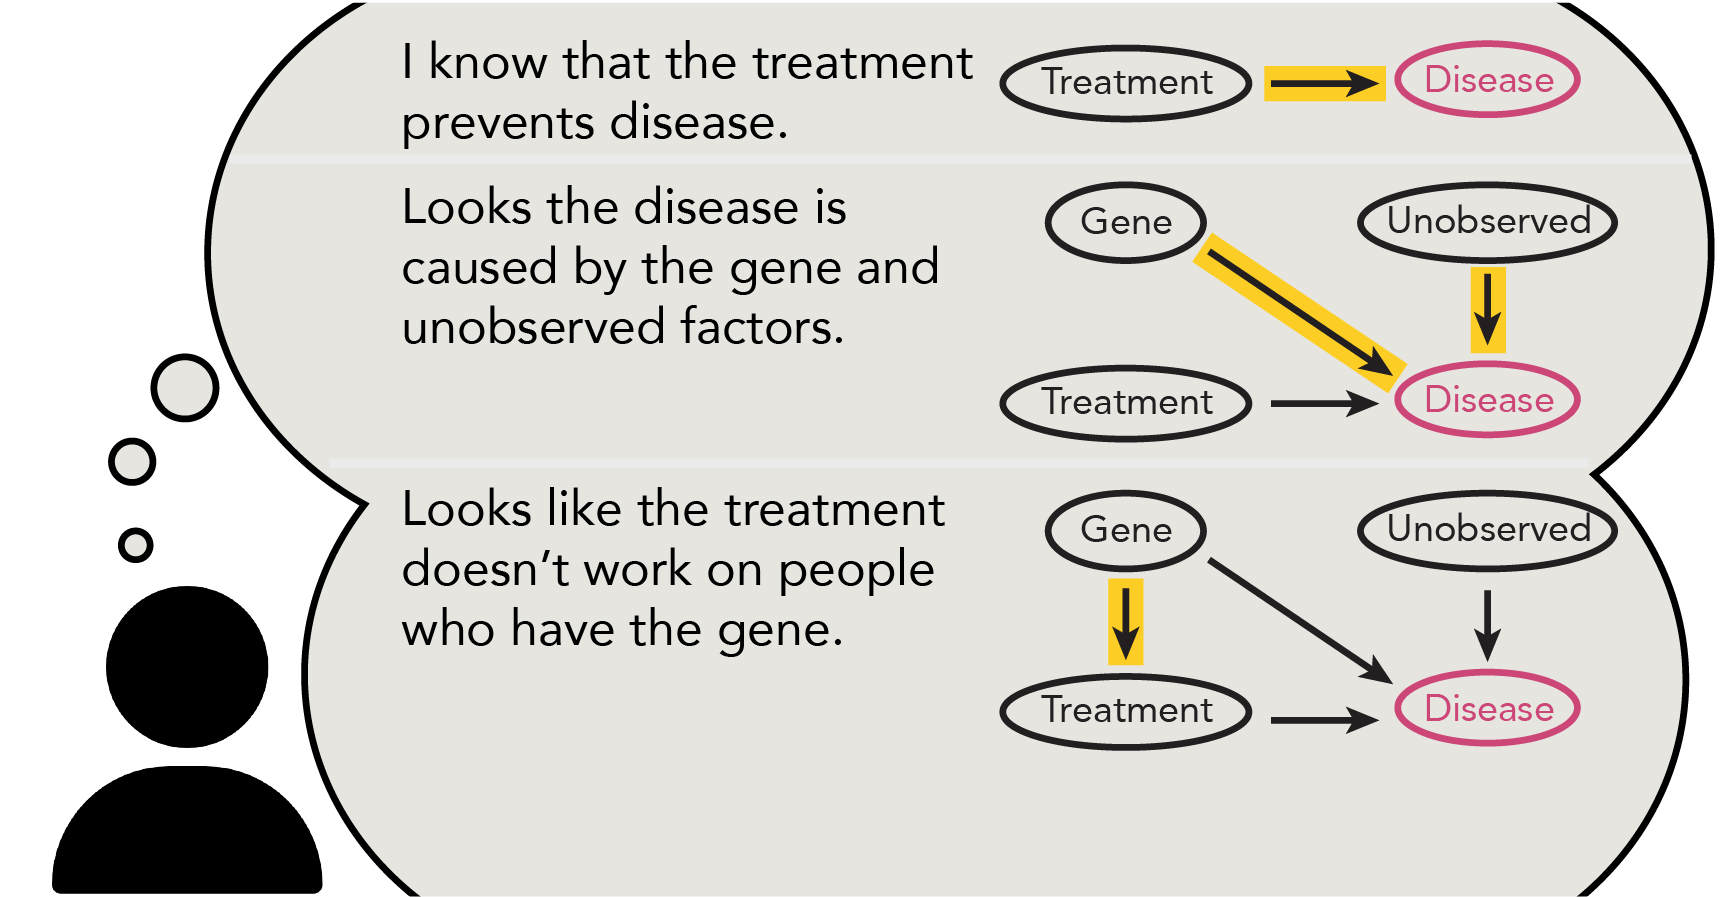 I know that the treatment
prevents disease.
Treatment
Disease
Looks the disease is
caused by the gene and
unobserved factors.
Gene
Unobserved
Treatment
Disease
Looks like the treatment
doesn’t work on people
who have the gene.
Gene
Unobserved
Treatment
Disease